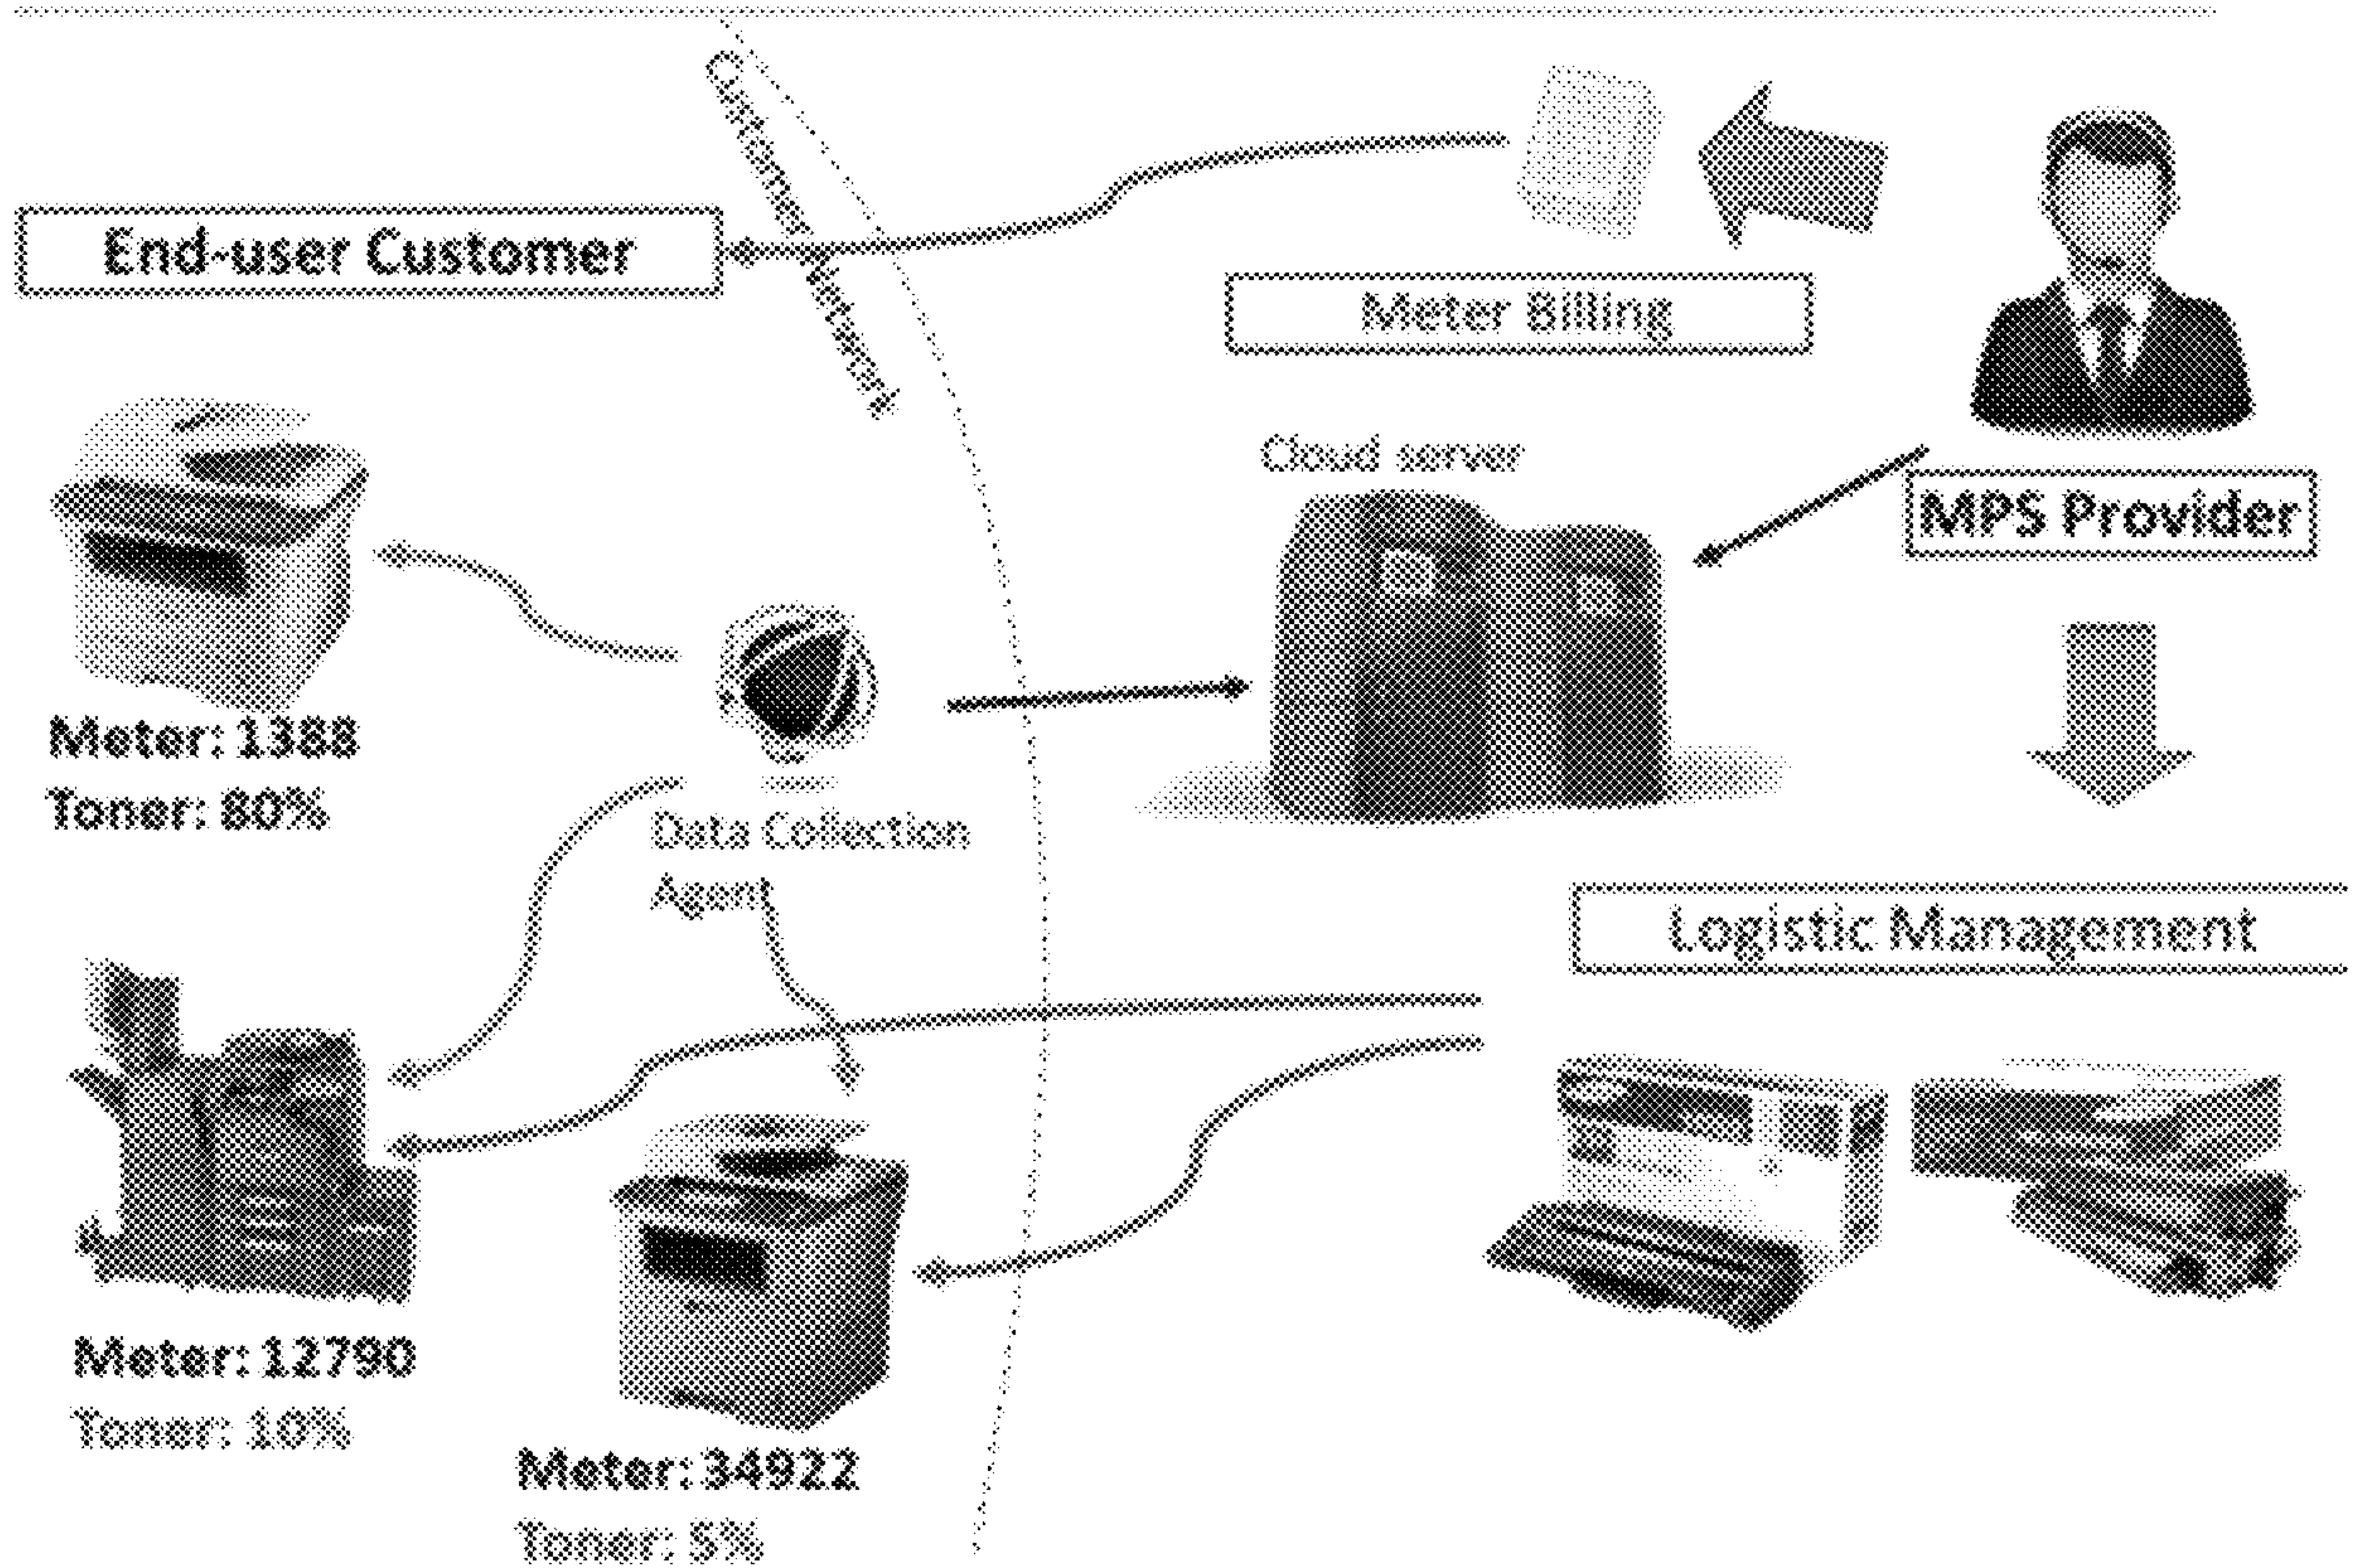 End-user Customer
Meter Billing
Cloud server
MPS Provider
Meter: 1388
Toner: 80%
Data Collection
Agent
Logistic Management
Meter: 12790
Toner: 10%
Meter: 34922
Toner: 5%